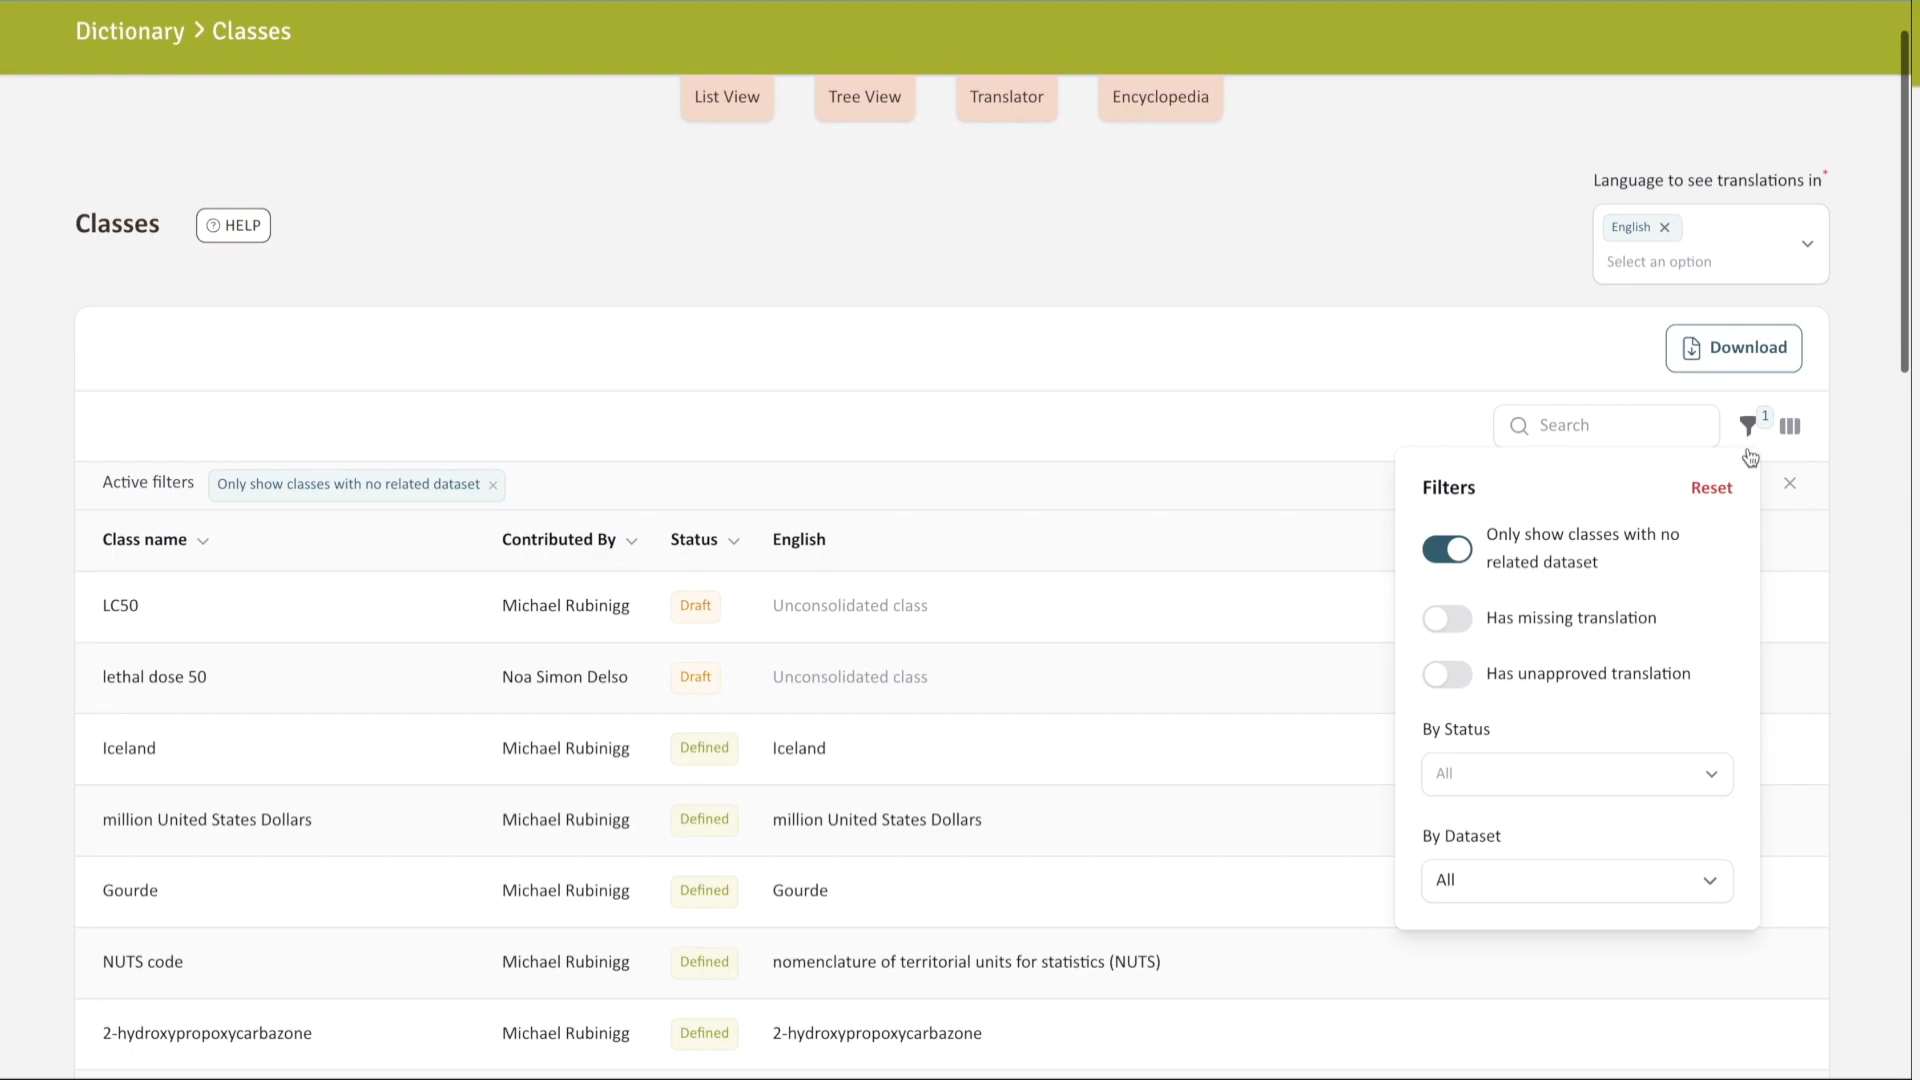 Dictionary > Classes
List View
Tree View
Translator
Encyclopedia
Language to see translations in*
Classes
HELP
English
Select an option
Download
Search
1
Active filters
Only show classes with no related dataset
Filters
Reset
Only show classes with no
related dataset
Has missing translation
Has unapproved translation
By Status
All
By Dataset
All
Class name Contributed By Status English
LC50 Michael Rubinigg Draft Unconsolidated class
lethal dose 50 Noa Simon Delso Draft Unconsolidated class
Iceland Michael Rubinigg Defined Iceland
million United States Dollars Michael Rubinigg Defined million United States Dollars
Gourde Michael Rubinigg Defined Gourde
NUTS code Michael Rubinigg Defined nomenclature of territorial units for statistics (NUTS)
2-hydroxypropoxycarbazone Michael Rubinigg Defined 2-hydroxypropoxycarbazone